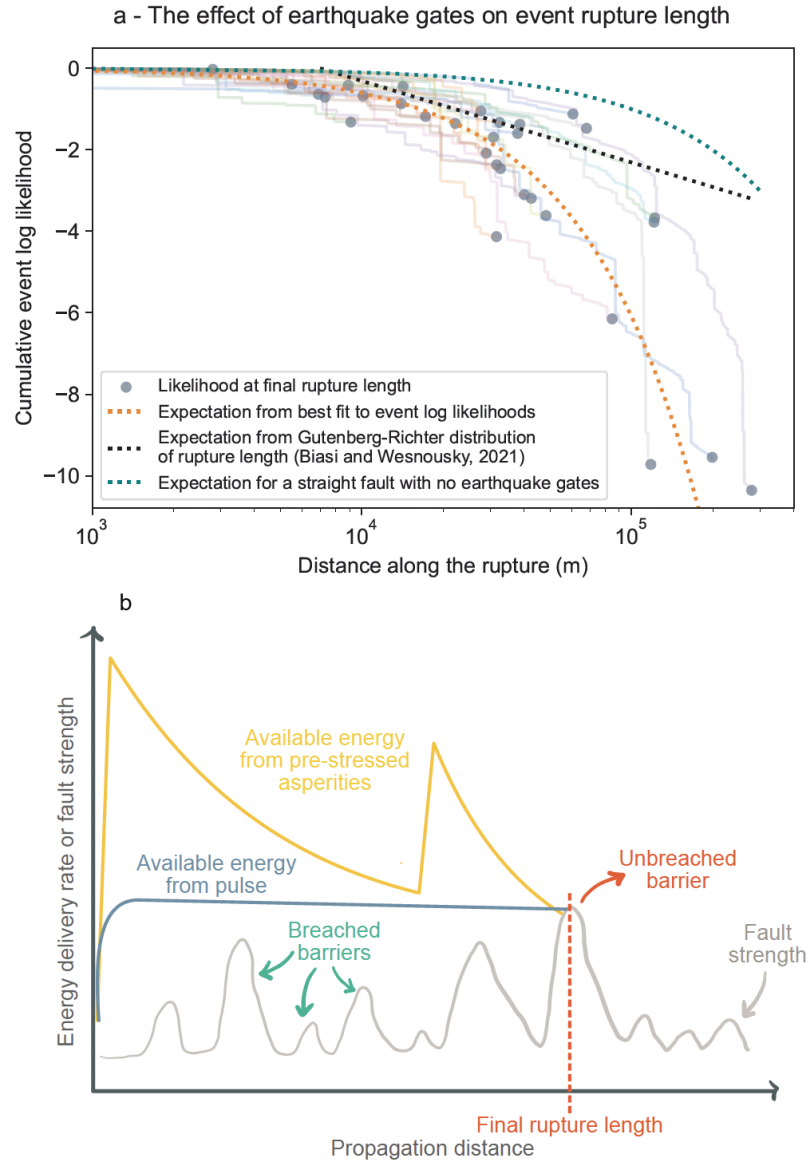 a - The effect of earthquake gates on event rupture length
Cumulative event log likelihood
0
−2
−4
−6
−8
−10
Likelihood at final rupture length
Expectation from best fit to event log likelihoods
Expectation from Gutenberg-Richter distribution
of rupture length (Biasi and Wesnousky, 2021)
Expectation for a straight fault with no earthquake gates
10³
10⁴
10⁵
Distance along the rupture (m)
b
Energy delivery rate or fault strength
Available energy
from pre-stressed
asperities
Available energy
from pulse
Unbreached
barrier
Breached
barriers
Fault
strength
Final rupture length
Propagation distance